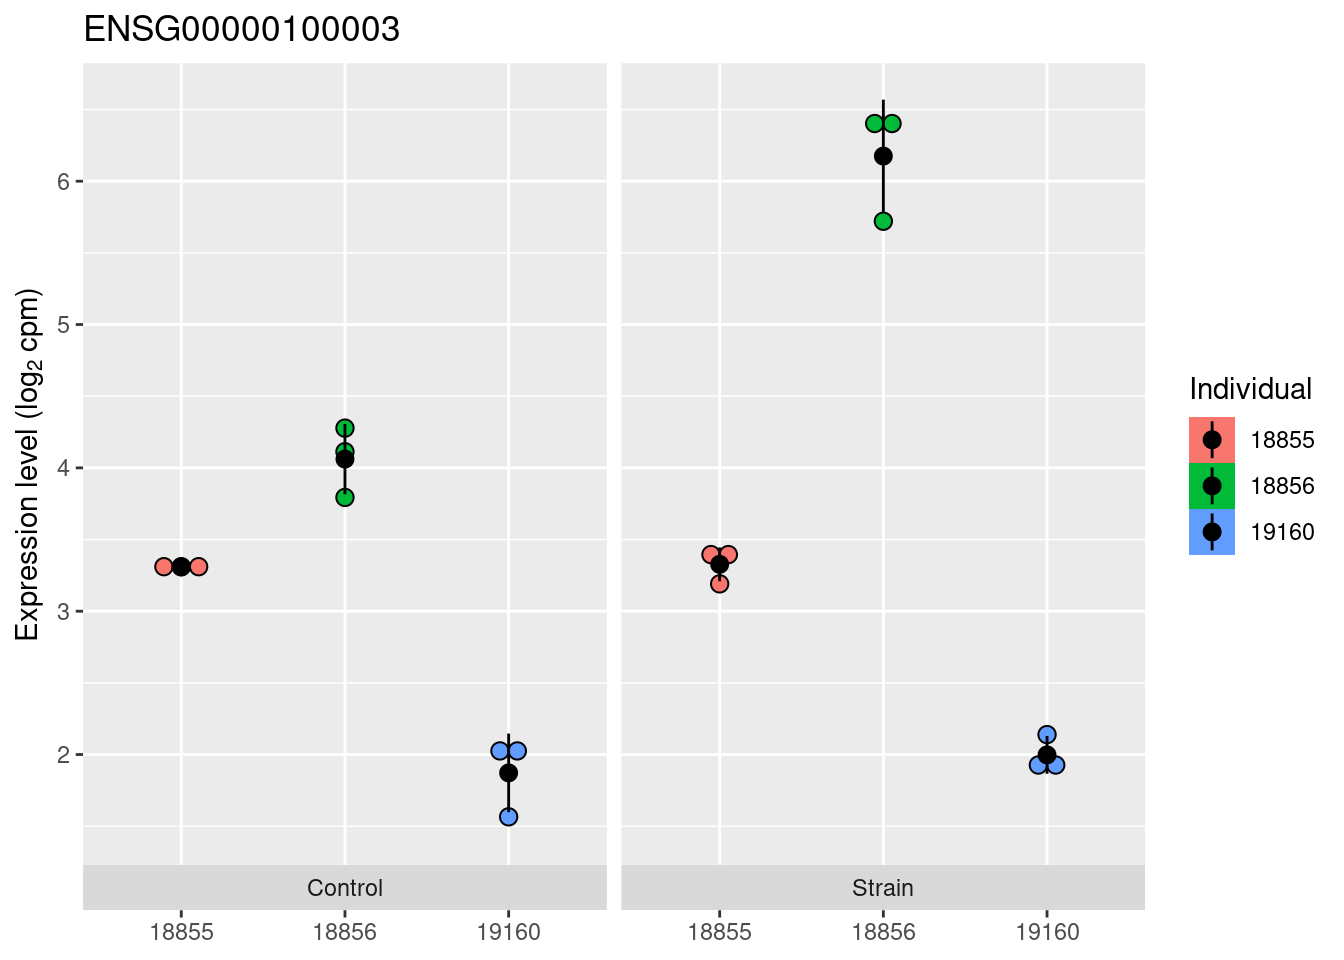 ENSG00000100003
Expression level (log₂ cpm)
6
5
4
3
2
Control
Strain
18855
18856
19160
18855
18856
19160
Individual
18855
18856
19160